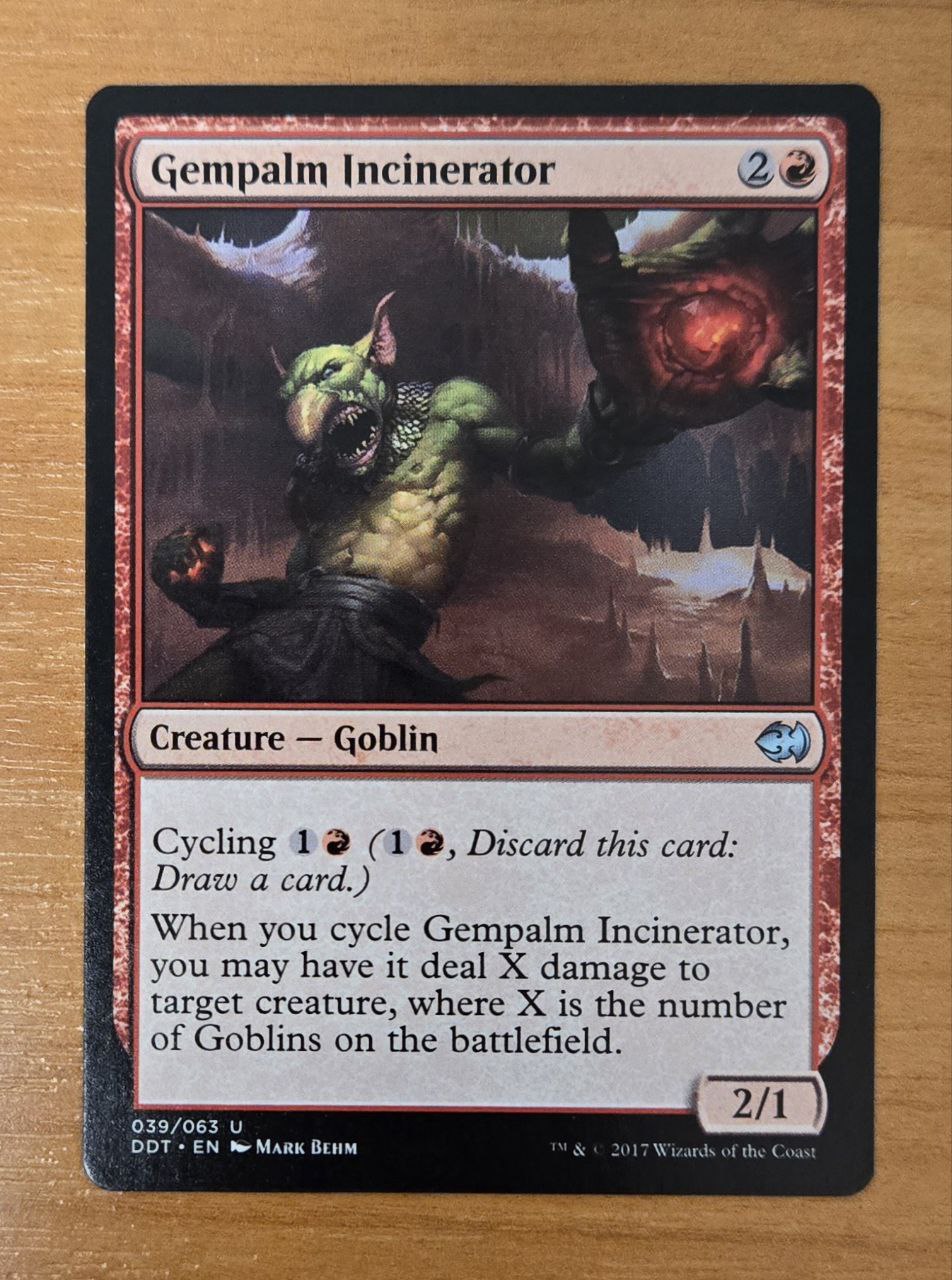 Gempalm Incinerator 2
Creature — Goblin
Cycling 1 (1, Discard this card:
Draw a card.)
When you cycle Gempalm Incinerator,
you may have it deal X damage to
target creature, where X is the number
of Goblins on the battlefield.
2/1
039/063 U
DDT • EN Mark Behm
™ & © 2017 Wizards of the Coast